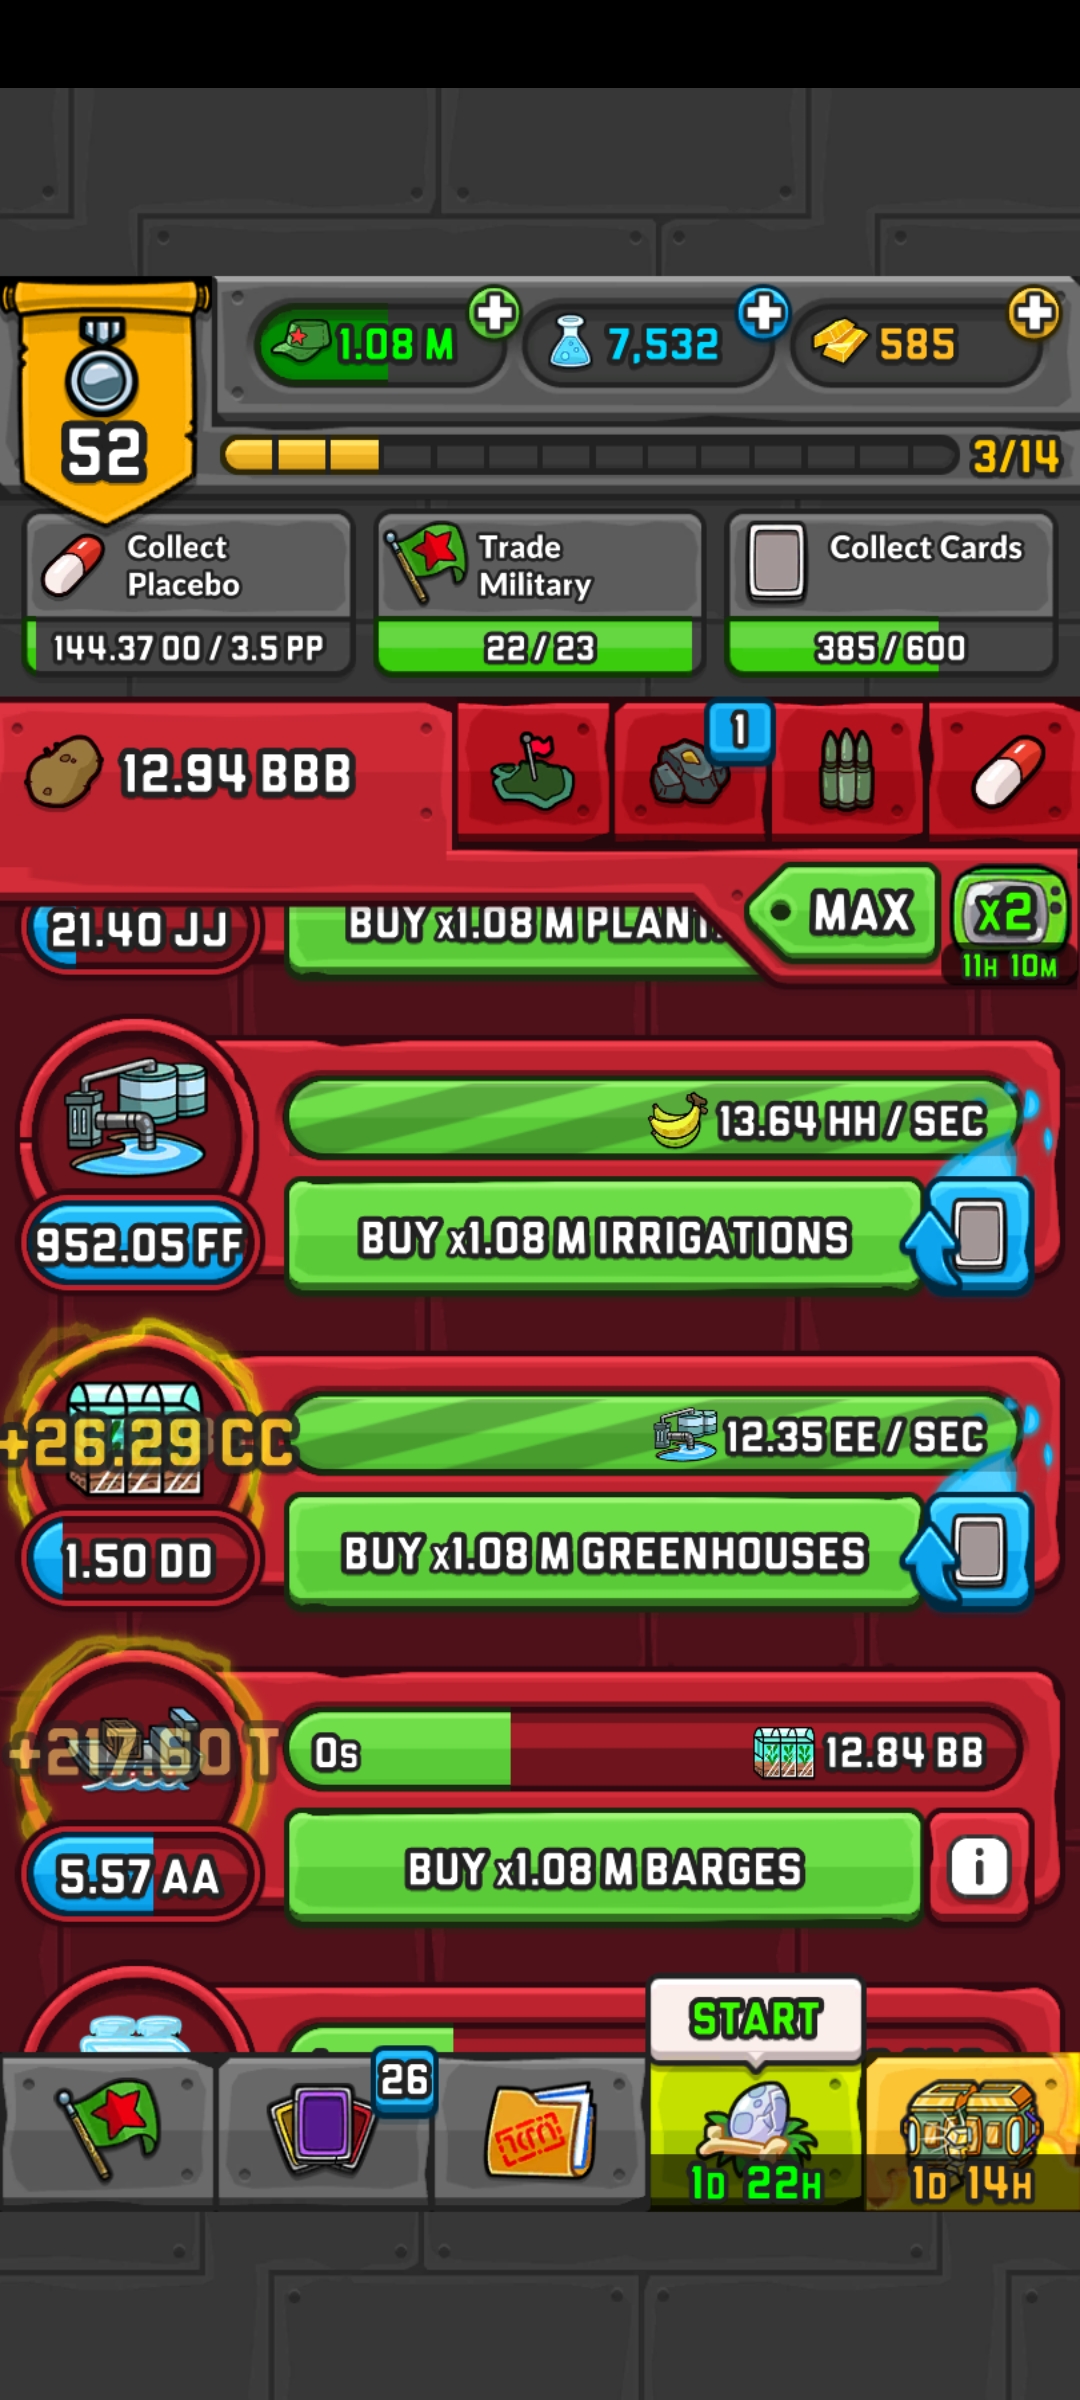 1.08 M
7,532
585
52
3/14
Collect
Placebo
144.37 OO / 3.5 PP
Trade
Military
22 / 23
Collect Cards
385 / 600
12.94 BBB
1
MAX
x2
11H 10M
21.40 JJ
BUY x1.08 M
13.64 HH / SEC
952.05 FF
BUY x1.08 M IRRIGATIONS
+26.29 CC
12.35 EE / SEC
1.50 DD
BUY x1.08 M GREENHOUSES
0s
12.84 BB
5.57 AA
BUY x1.08 M BARGES
i
START
26
1D 22H
1D 14H